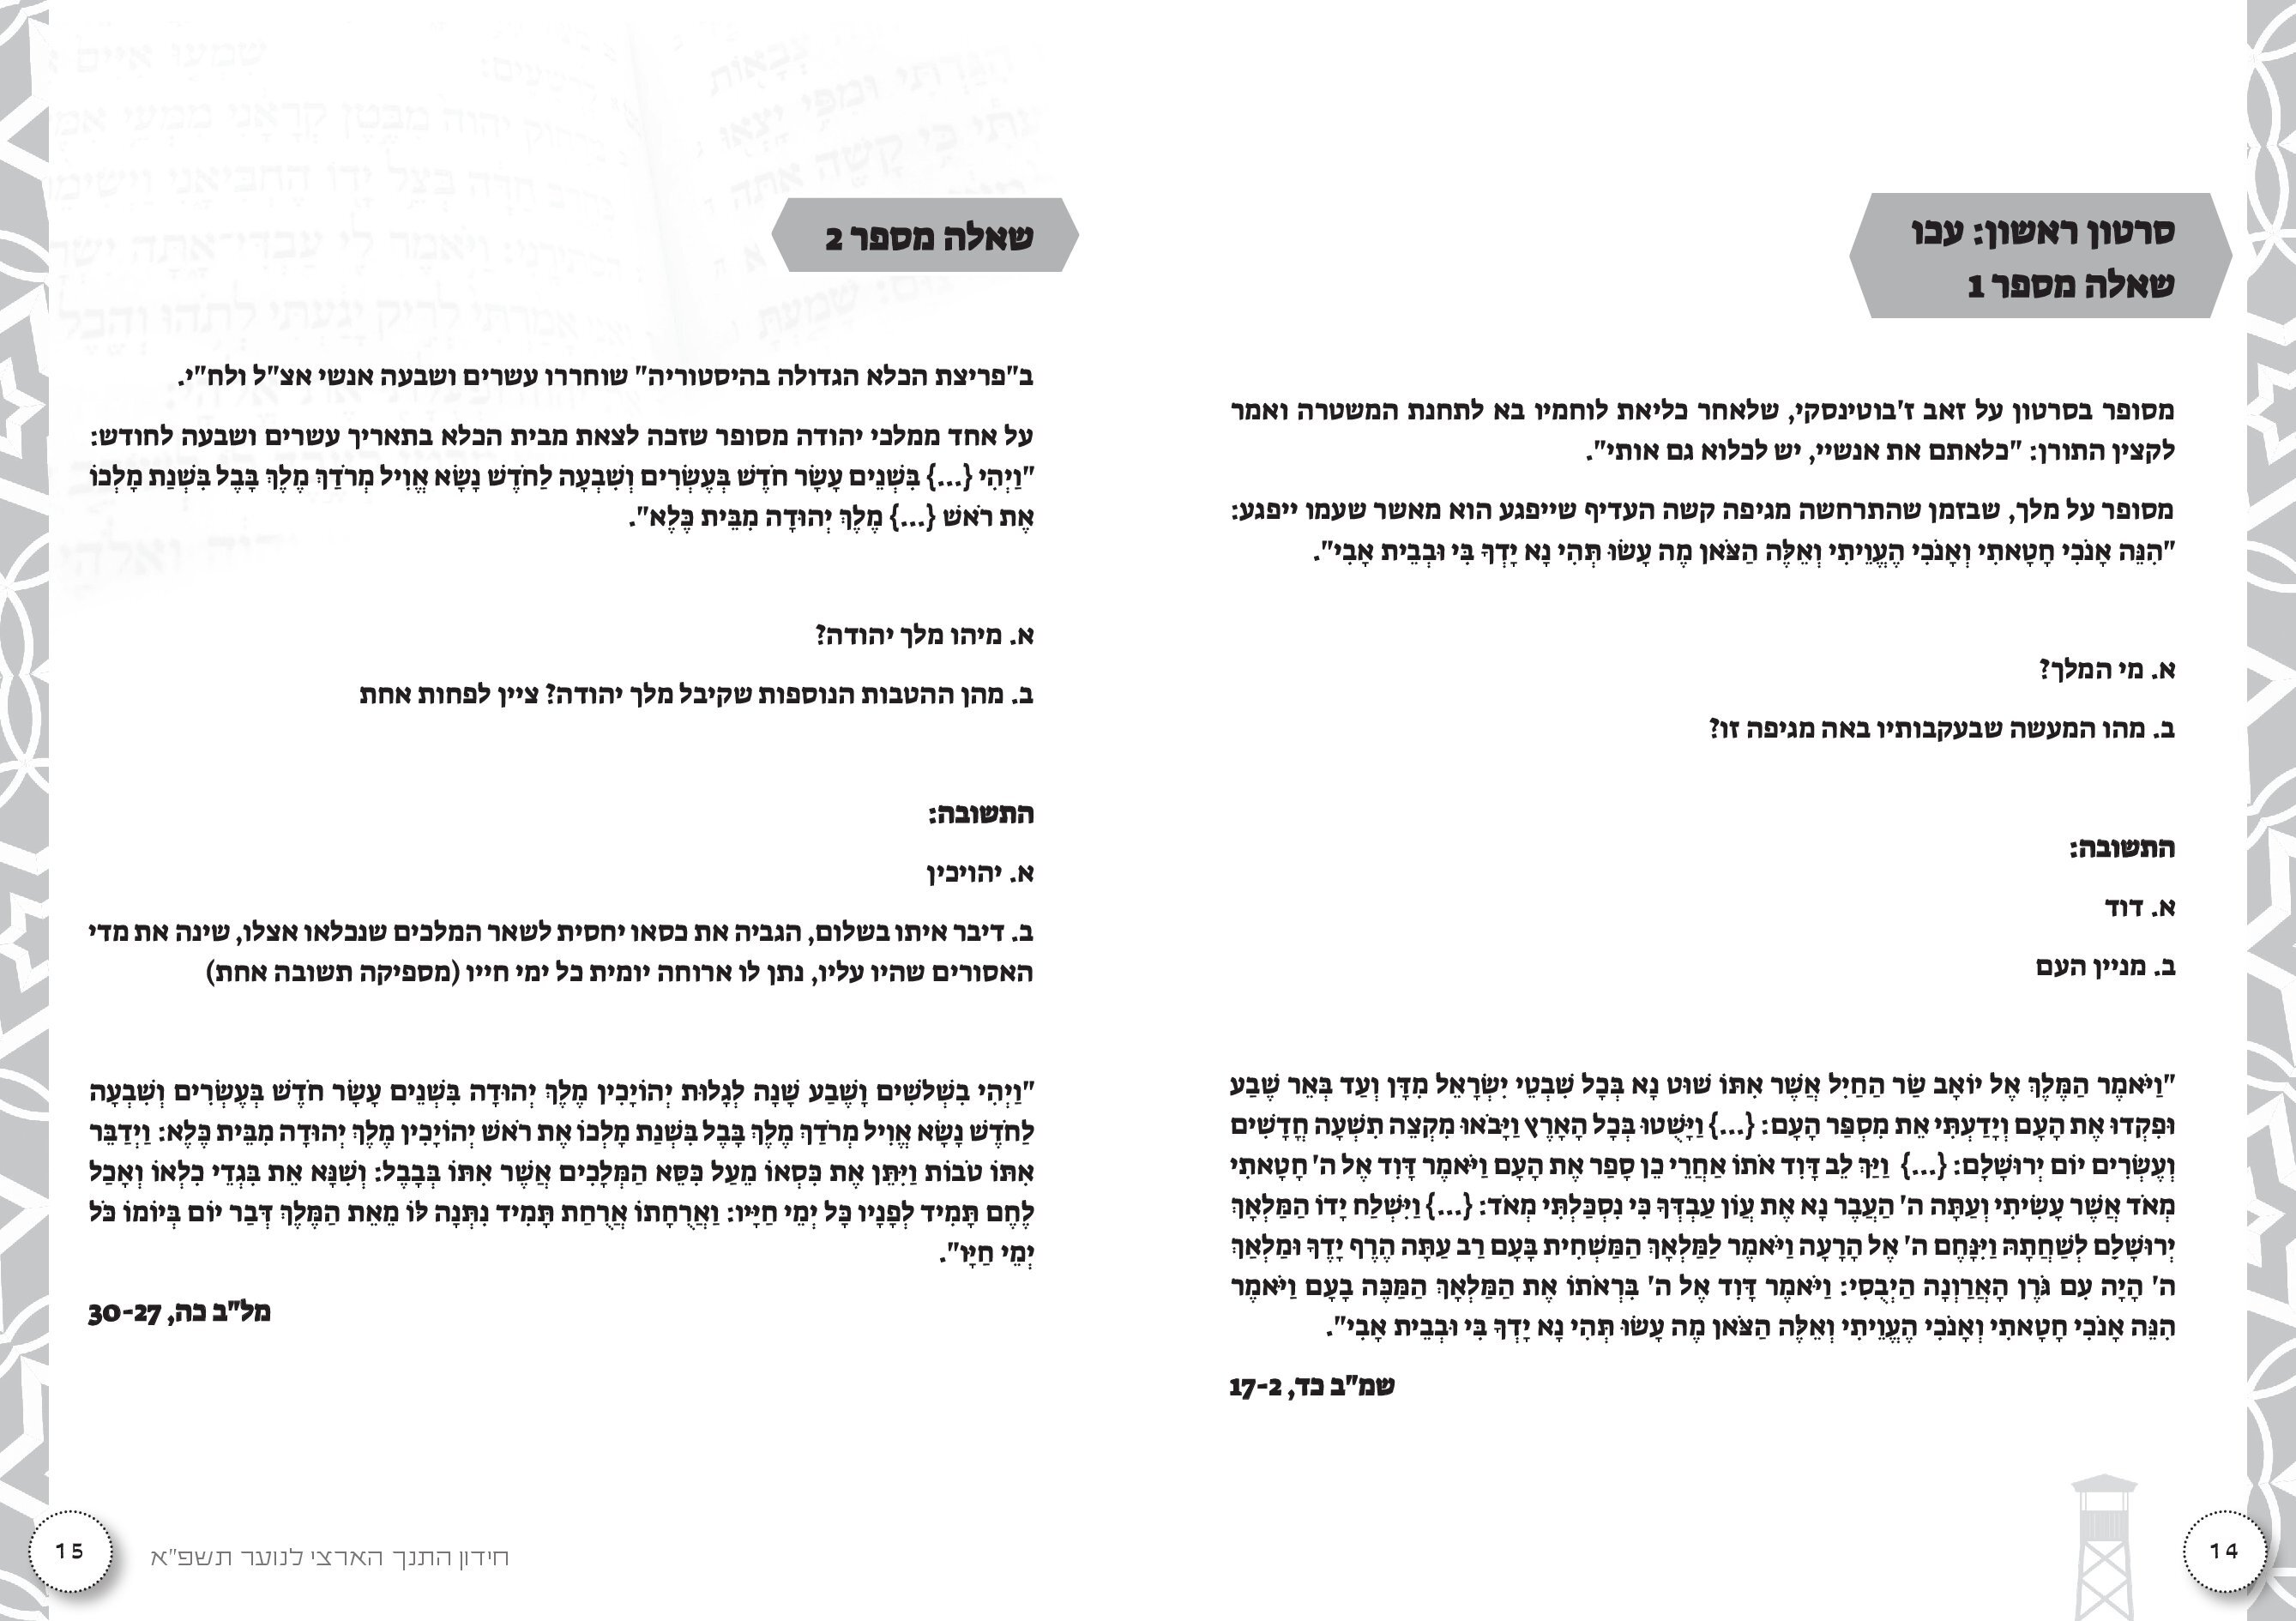 סרטון ראשון: עכו
שאלה מספר 1
מסופר בסרטון על זאב ז'בוטינסקי, שלאחר כליאת לוחמיו בא לתחנת המשטרה ואמר
לקצין התורן: "כלאתם את אנשיי, יש לכלוא גם אותי".
מסופר על מלך, שבזמן שהתרחשה מגיפה קשה העדיף שייפגע הוא מאשר שעמו ייפגע:
"הִנֵּה אָנֹכִי חָטָאתִי וְאָנֹכִי הֶעֱוֵיתִי וְאֵלֶּה הַצֹּאן מֶה עָשׂוּ תְּהִי נָא יָדְךָ בִּי וּבְבֵית אָבִי".
א. מי המלך?
ב. מהו המעשה שבעקבותיו באה מגיפה זו?
התשובה:
א. דוד
ב. מניין העם
"וַיֹּאמֶר הַמֶּלֶךְ אֶל יוֹאָב שַׂר הַחַיִל אֲשֶׁר אִתּוֹ שׁוּט נָא בְּכָל שִׁבְטֵי יִשְׂרָאֵל מִדָּן וְעַד בְּאֵר שֶׁבַע
וּפִקְדוּ אֶת הָעָם וְיָדַעְתִּי אֵת מִסְפַּר הָעָם: {...} וַיָּשֻׁטוּ בְּכָל הָאָרֶץ וַיָּבֹאוּ מִקְצֵה תִשְׁעָה חֳדָשִׁים
וְעֶשְׂרִים יוֹם יְרוּשָׁלִָם: {...} וַיַּךְ לֵב דָּוִד אֹתוֹ אַחֲרֵי כֵן סָפַר אֶת הָעָם וַיֹּאמֶר דָּוִד אֶל ה' חָטָאתִי
מְאֹד אֲשֶׁר עָשִׂיתִי וְעַתָּה ה' הַעֲבֶר נָא אֶת עֲוֹן עַבְדְּךָ כִּי נִסְכַּלְתִּי מְאֹד: {...} וַיִּשְׁלַח יָדוֹ הַמַּלְאָךְ
יְרוּשָׁלִַם לְשַׁחֲתָהּ וַיִּנָּחֶם ה' אֶל הָרָעָה וַיֹּאמֶר לַמַּלְאָךְ הַמַּשְׁחִית בָּעָם רַב עַתָּה הֶרֶף יָדֶךָ וּמַלְאַךְ
ה' הָיָה עִם גֹּרֶן הָאֲרַוְנָה הַיְבֻסִי: וַיֹּאמֶר דָּוִד אֶל ה' בִּרְאֹתוֹ אֶת הַמַּלְאָךְ הַמַּכֶּה בָעָם וַיֹּאמֶר
הִנֵּה אָנֹכִי חָטָאתִי וְאָנֹכִי הֶעֱוֵיתִי וְאֵלֶּה הַצֹּאן מֶה עָשׂוּ תְּהִי נָא יָדְךָ בִּי וּבְבֵית אָבִי".
שמ"ב כד, 17-2
14
שאלה מספר 2
ב"פריצת הכלא הגדולה בהיסטוריה" שוחררו עשרים ושבעה אנשי אצ"ל ולח"י.
על אחד ממלכי יהודה מסופר שזכה לצאת מבית הכלא בתאריך עשרים ושבעה לחודש:
"וַיְהִי {...} בִּשְׁנֵים עָשָׂר חֹדֶשׁ בְּעֶשְׂרִים וְשִׁבְעָה לַחֹדֶשׁ נָשָׂא אֱוִיל מְרֹדַךְ מֶלֶךְ בָּבֶל בִּשְׁנַת מָלְכוֹ
אֶת רֹאשׁ {...} מֶלֶךְ יְהוּדָה מִבֵּית כֶּלֶא".
א. מיהו מלך יהודה?
ב. מהן ההטבות הנוספות שקיבל מלך יהודה? ציין לפחות אחת
התשובה:
א. יהויכין
ב. דיבר איתו בשלום, הגביה את כסאו יחסית לשאר המלכים שנכלאו אצלו, שינה את מדי
האסורים שהיו עליו, נתן לו ארוחה יומית כל ימי חייו (מספיקה תשובה אחת)
"וַיְהִי בִשְׁלֹשִׁים וָשֶׁבַע שָׁנָה לְגָלוּת יְהוֹיָכִין מֶלֶךְ יְהוּדָה בִּשְׁנֵים עָשָׂר חֹדֶשׁ בְּעֶשְׂרִים וְשִׁבְעָה
לַחֹדֶשׁ נָשָׂא אֱוִיל מְרֹדַךְ מֶלֶךְ בָּבֶל בִּשְׁנַת מָלְכוֹ אֶת רֹאשׁ יְהוֹיָכִין מֶלֶךְ יְהוּדָה מִבֵּית כֶּלֶא: וַיְדַבֵּר
אִתּוֹ טֹבוֹת וַיִּתֵּן אֶת כִּסְאוֹ מֵעַל כִּסֵּא הַמְּלָכִים אֲשֶׁר אִתּוֹ בְּבָבֶל: וְשִׁנָּא אֵת בִּגְדֵי כִלְאוֹ וְאָכַל
לֶחֶם תָּמִיד לְפָנָיו כָּל יְמֵי חַיָּיו: וַאֲרֻחָתוֹ אֲרֻחַת תָּמִיד נִתְּנָה לּוֹ מֵאֵת הַמֶּלֶךְ דְּבַר יוֹם בְּיוֹמוֹ כֹּל
יְמֵי חַיָּו".
מל"ב כה, 30-27
חידון התנך הארצי לנוער תשפ"א
15